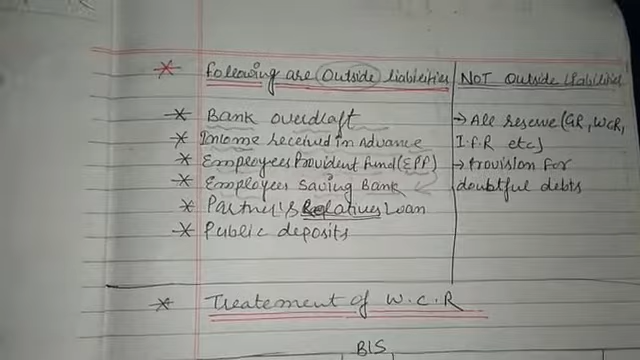 * Following are Outside liabilities
* Bank overdraft
* Income received in Advance
* Employees Provident Fund (EPF)
* Employees Saving Bank
* Partner's Relatives Loan
* Public deposits
NOT Outside liabilities
→ All reserve (GR, WCR,
I.F.R etc)
→ Provision for
doubtful debts
* Treatement of W.C.R
B|S